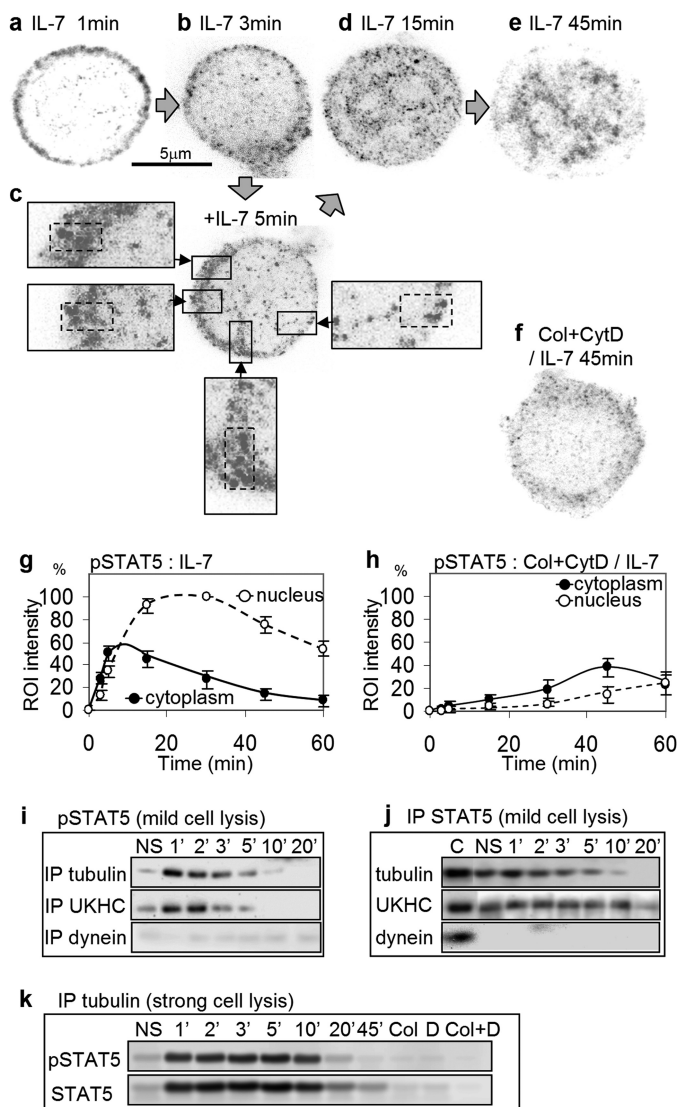 a IL-7 1min
b IL-7 3min
d IL-7 15min
e IL-7 45min
5µm
c
+IL-7 5min
f Col+CytD
/ IL-7 45min
g pSTAT5 : IL-7
%
ROI intensity
100
80
60
40
20
0
nucleus
cytoplasm
0 20 40 60
Time (min)
h pSTAT5 : Col+CytD / IL-7
%
ROI intensity
100
80
60
40
20
0
cytoplasm
nucleus
0 20 40 60
Time (min)
i pSTAT5 (mild cell lysis)
NS 1' 2' 3' 5' 10' 20'
IP tubulin
IP UKHC
IP dynein
j IP STAT5 (mild cell lysis)
C NS 1' 2' 3' 5' 10' 20'
tubulin
UKHC
dynein
k IP tubulin (strong cell lysis)
NS 1' 2' 3' 5' 10' 20' 45' Col D Col+D
pSTAT5
STAT5